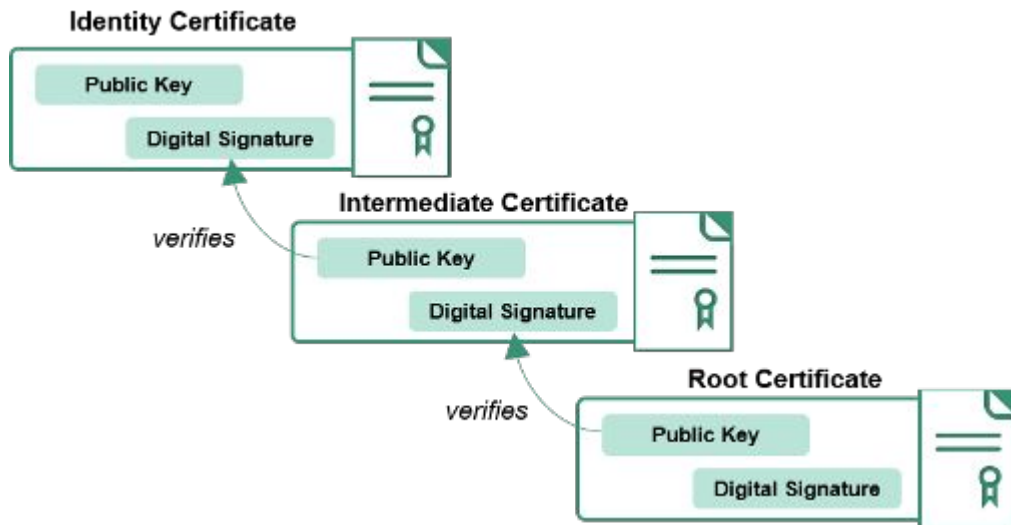 Identity Certificate
Public Key
Digital Signature
Intermediate Certificate
verifies
Public Key
Digital Signature
Root Certificate
verifies
Public Key
Digital Signature